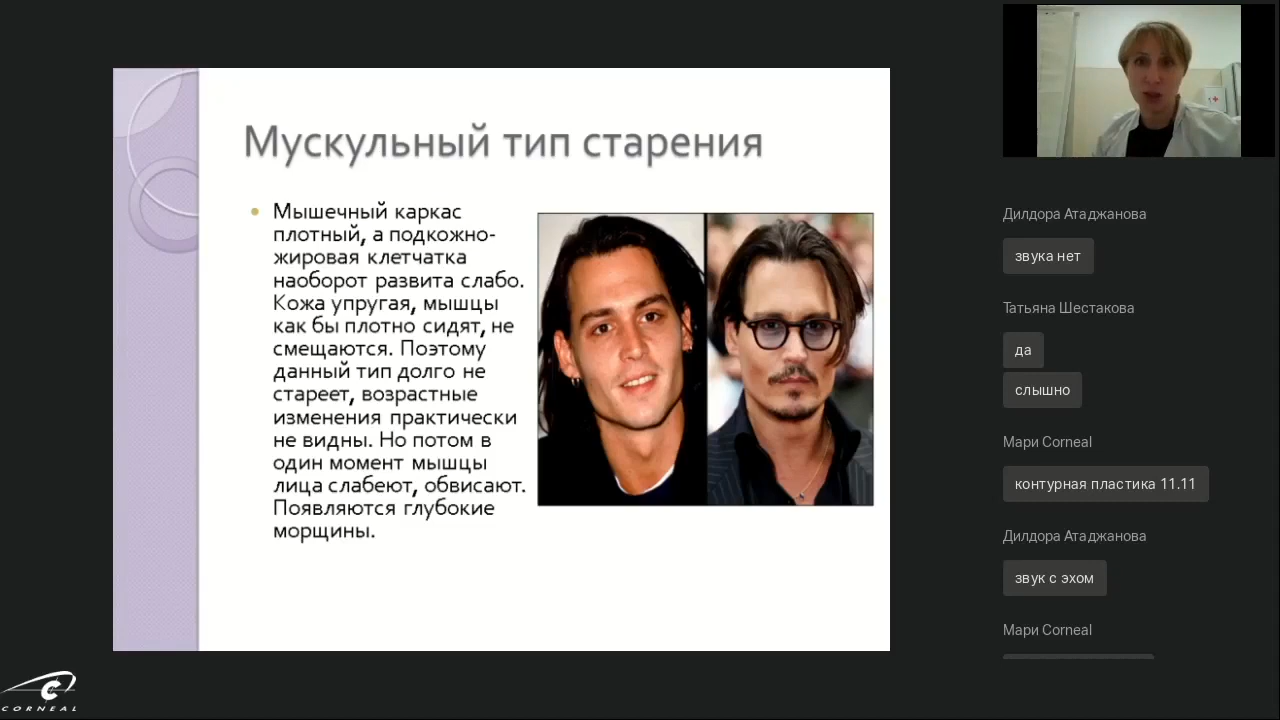 Мускульный тип старения
Мышечный каркас
плотный, а подкожно-
жировая клетчатка
наоборот развита слабо.
Кожа упругая, мышцы
как бы плотно сидят, не
смещаются. Поэтому
данный тип долго не
стареет, возрастные
изменения практически
не видны. Но потом в
один момент мышцы
лица слабеют, обвисают.
Появляются глубокие
морщины.
Дилдора Атаджанова
звука нет
Татьяна Шестакова
да
слышно
Мари Corneal
контурная пластика 11.11
Дилдора Атаджанова
звук с эхом
Мари Corneal
CORNEAL